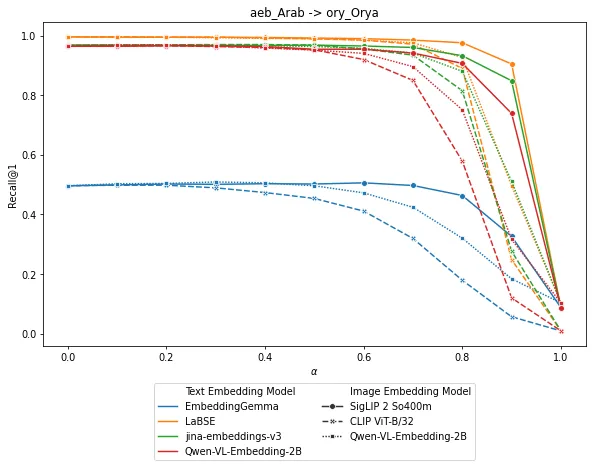 aeb_Arab -> ory_Orya
Recall@1
1.0
0.8
0.6
0.4
0.2
0.0
0.0 0.2 0.4 0.6 0.8 1.0
α
Text Embedding Model
EmbeddingGemma
LaBSE
jina-embeddings-v3
Qwen-VL-Embedding-2B
Image Embedding Model
SigLIP 2 So400m
CLIP ViT-B/32
Qwen-VL-Embedding-2B